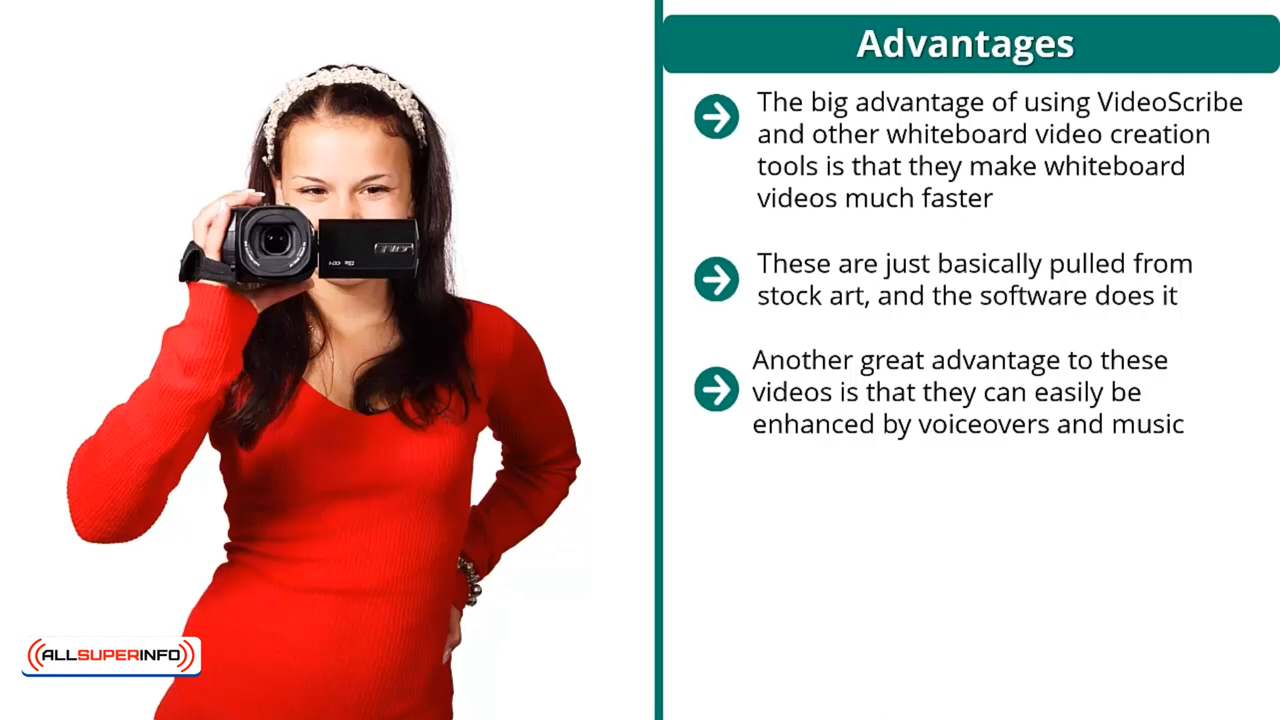 Advantages
The big advantage of using VideoScribe
and other whiteboard video creation
tools is that they make whiteboard
videos much faster
These are just basically pulled from
stock art, and the software does it
Another great advantage to these
videos is that they can easily be
enhanced by voiceovers and music
ALLSUPERINFO